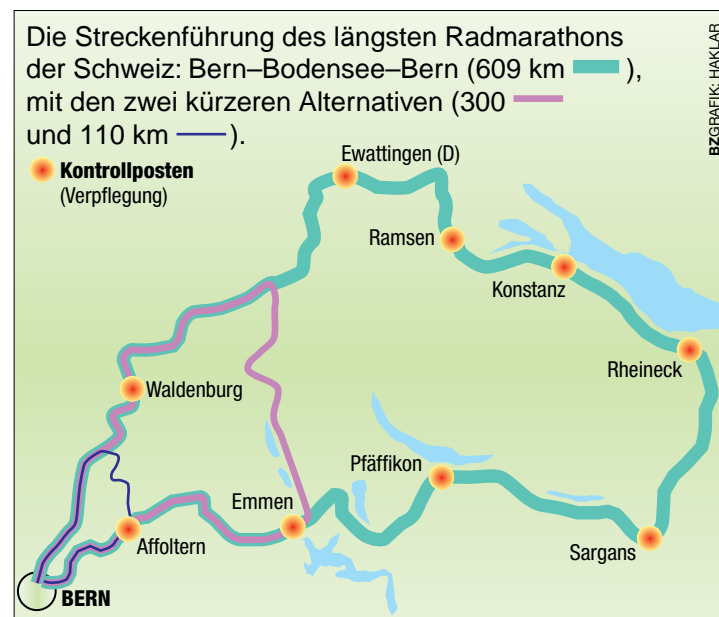 Die Streckenführung des längsten Radmarathons
der Schweiz: Bern–Bodensee–Bern (609 km ),
mit den zwei kürzeren Alternativen (300
und 110 km ).
BZGRAFIK: HAKLAR
Kontrollposten
(Verpflegung)
Ewattingen (D)
Ramsen
Konstanz
Rheineck
Waldenburg
Pfäffikon
Emmen
Affoltern
Sargans
BERN